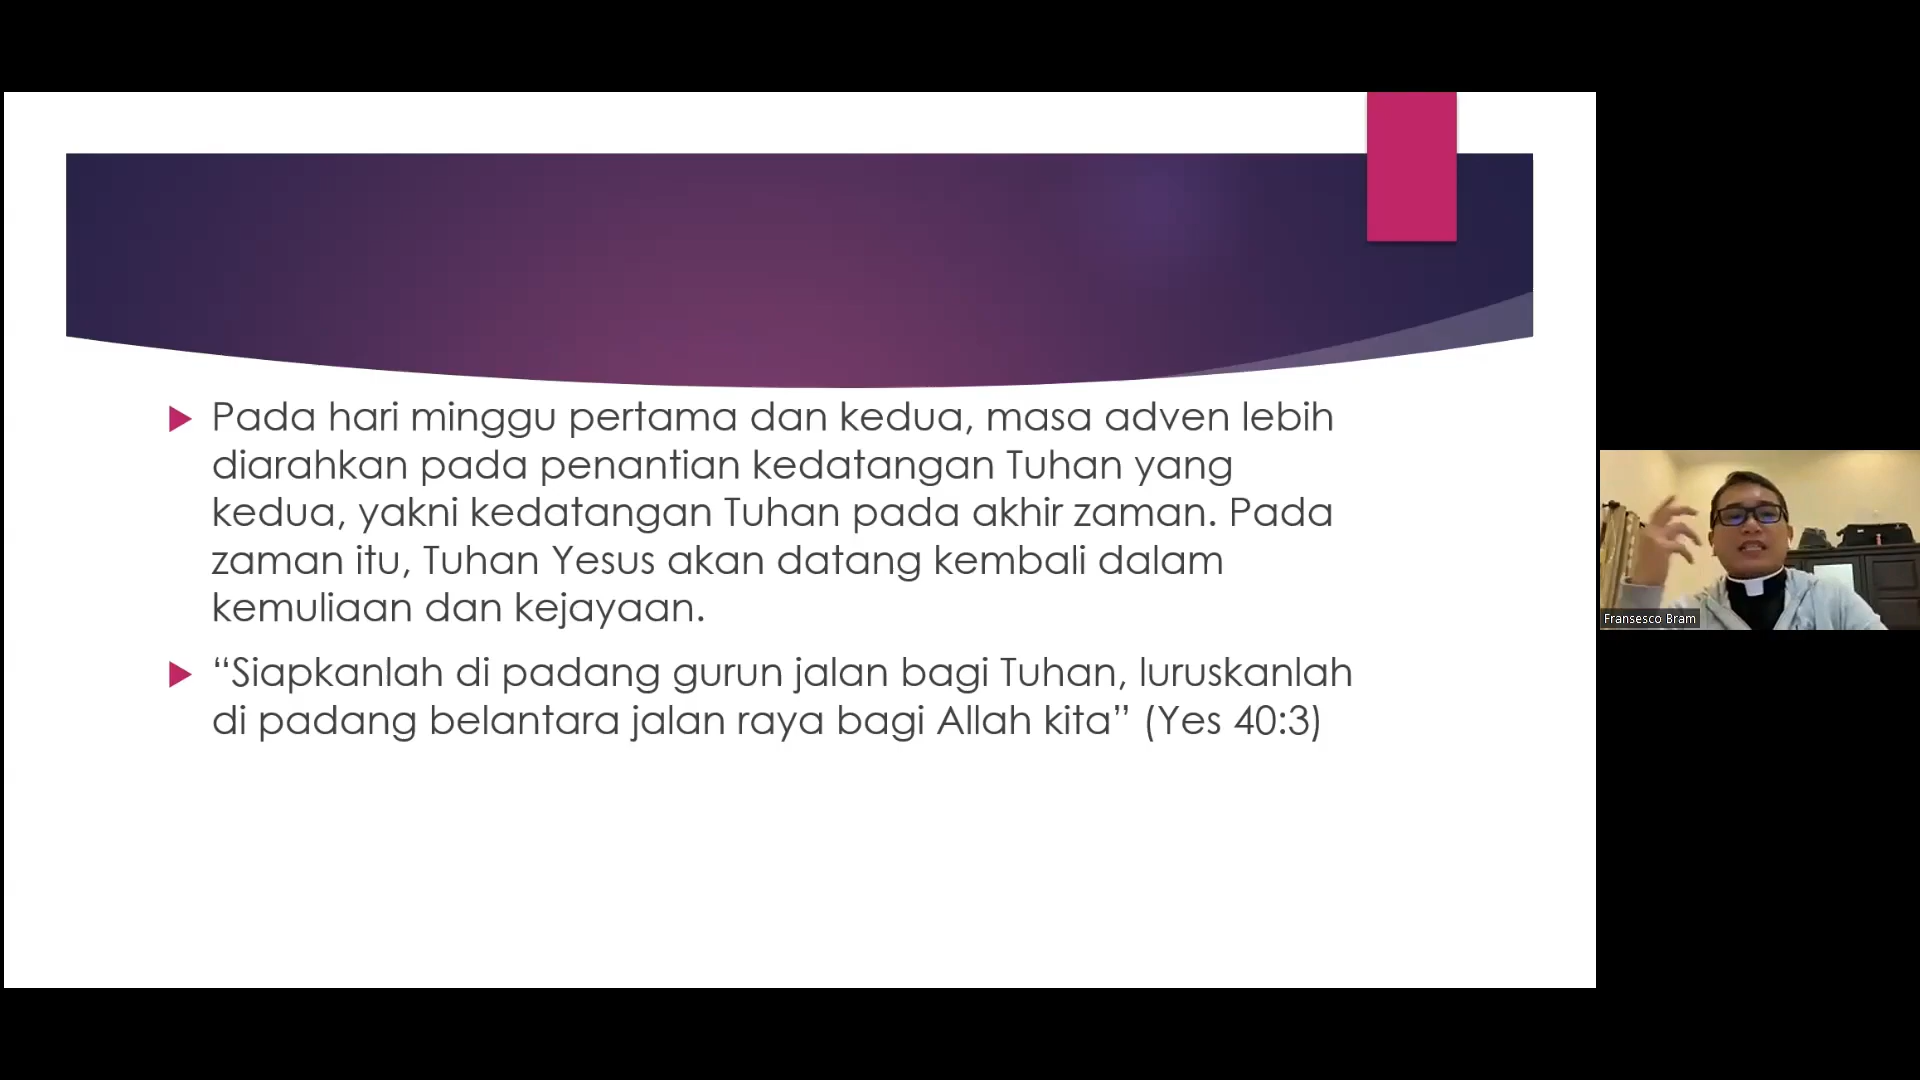 Pada hari minggu pertama dan kedua, masa adven lebih
diarahkan pada penantian kedatangan Tuhan yang
kedua, yakni kedatangan Tuhan pada akhir zaman. Pada
zaman itu, Tuhan Yesus akan datang kembali dalam
kemuliaan dan kejayaan.
“Siapkanlah di padang gurun jalan bagi Tuhan, luruskanlah
di padang belantara jalan raya bagi Allah kita” (Yes 40:3)
Fransesco Bram